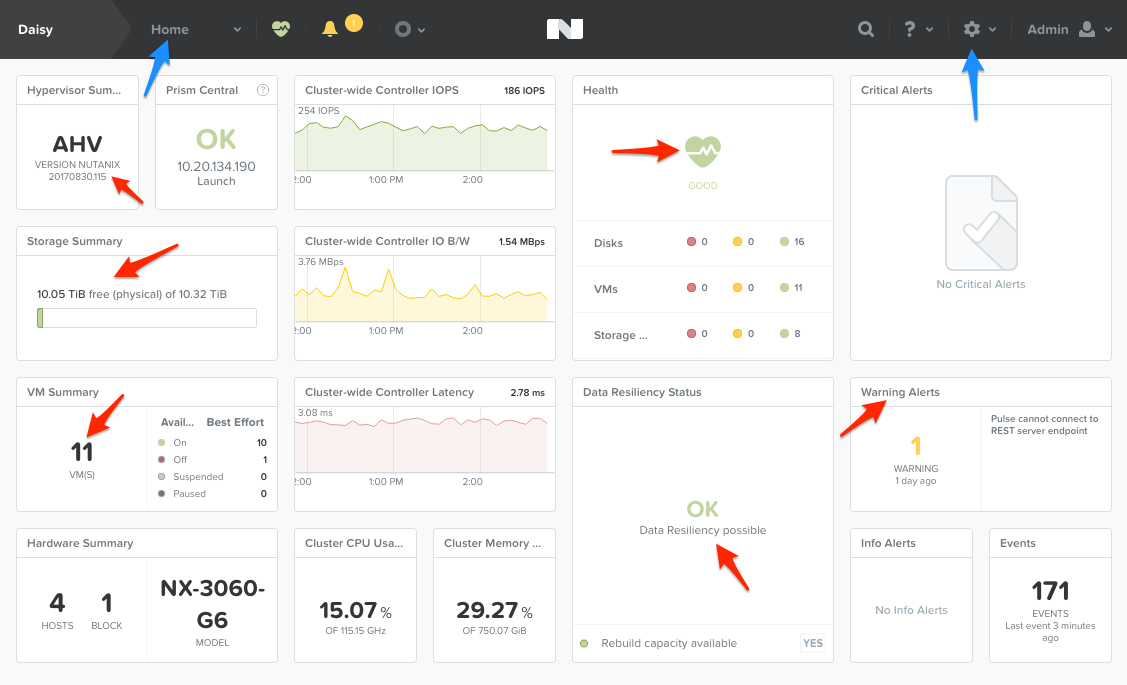 Daisy
Home
1
?
Admin
Hypervisor Sum...
AHV
VERSION NUTANIX
20170830.115
Prism Central
?
OK
10.20.134.190
Launch
Cluster-wide Controller IOPS
186 IOPS
254 IOPS
:00
1:00 PM
2:00
Health
GOOD
Disks
0
0
16
VMs
0
0
11
Storage ...
0
0
8
Critical Alerts
No Critical Alerts
Storage Summary
10.05 TiB free (physical) of 10.32 TiB
Cluster-wide Controller IO B/W
1.54 MBps
3.76 MBps
:00
1:00 PM
2:00
VM Summary
11
VM(S)
Avail...
Best Effort
On
10
Off
1
Suspended
0
Paused
0
Cluster-wide Controller Latency
2.78 ms
3.08 ms
:00
1:00 PM
2:00
Data Resiliency Status
OK
Data Resiliency possible
Rebuild capacity available
YES
Warning Alerts
1
WARNING
1 day ago
Pulse cannot connect to
REST server endpoint
Hardware Summary
4
HOSTS
1
BLOCK
NX-3060-
G6
MODEL
Cluster CPU Usa...
15.07 %
OF 115.15 GHz
Cluster Memory ...
29.27 %
OF 750.07 GiB
Info Alerts
No Info Alerts
Events
171
EVENTS
Last event 3 minutes
ago